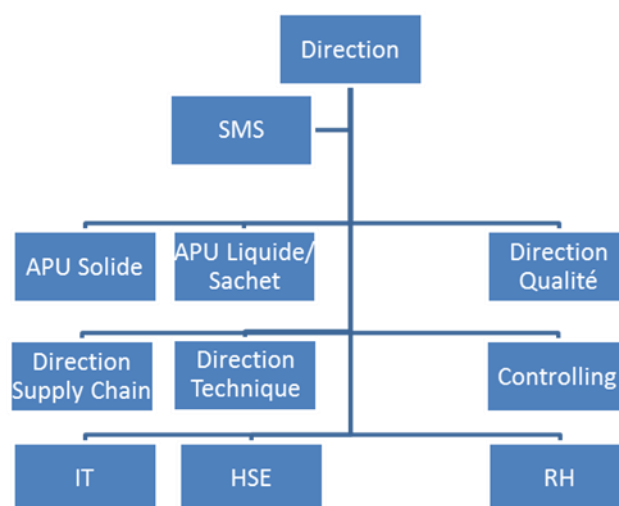 Direction
SMS
APU Solide
APU Liquide/
Sachet
Direction
Qualité
Direction
Supply Chain
Direction
Technique
Controlling
IT
HSE
RH